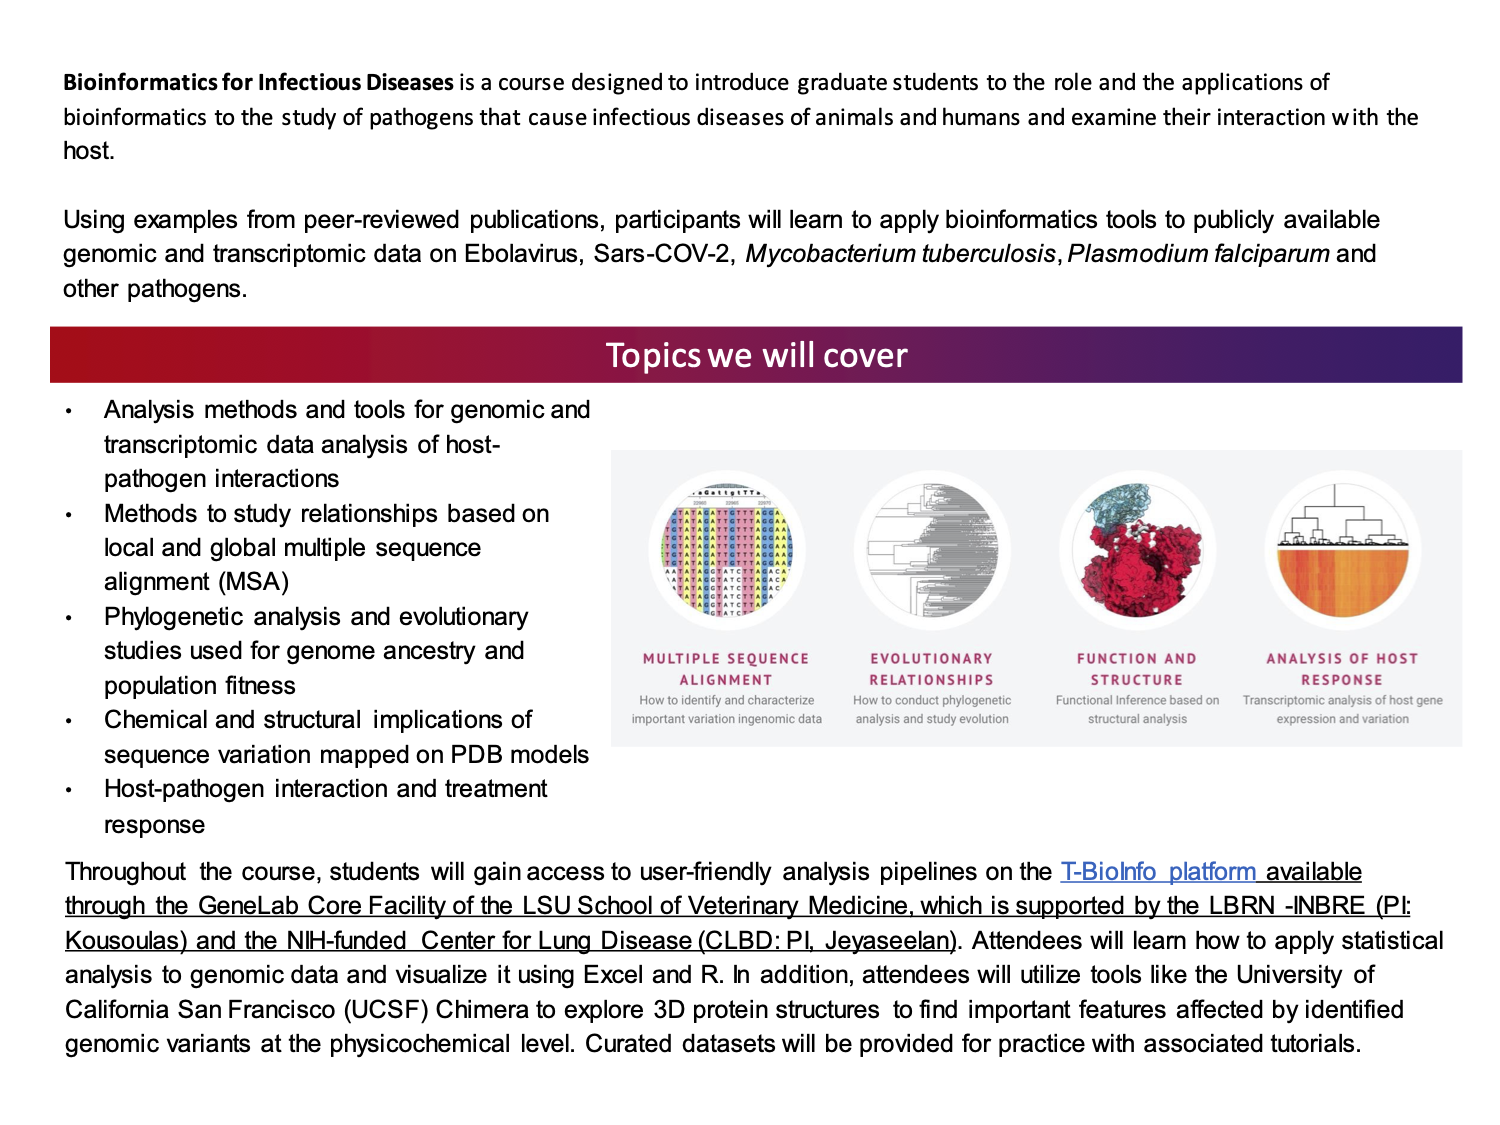 Bioinformatics for Infectious Diseases is a course designed to introduce graduate students to the role and the applications of
bioinformatics to the study of pathogens that cause infectious diseases of animals and humans and examine their interaction with the
host.
Using examples from peer-reviewed publications, participants will learn to apply bioinformatics tools to publicly available
genomic and transcriptomic data on Ebolavirus, Sars-COV-2, Mycobacterium tuberculosis, Plasmodium falciparum and
other pathogens.
Topics we will cover
• Analysis methods and tools for genomic and
transcriptomic data analysis of host-
pathogen interactions
• Methods to study relationships based on
local and global multiple sequence
alignment (MSA)
• Phylogenetic analysis and evolutionary
studies used for genome ancestry and
population fitness
• Chemical and structural implications of
sequence variation mapped on PDB models
• Host-pathogen interaction and treatment
response
MULTIPLE SEQUENCE
ALIGNMENT
How to identify and characterize
important variation ingenomic data
EVOLUTIONARY
RELATIONSHIPS
How to conduct phylogenetic
analysis and study evolution
FUNCTION AND
STRUCTURE
Functional Inference based on
structural analysis
ANALYSIS OF HOST
RESPONSE
Transcriptomic analysis of host gene
expression and variation
Throughout the course, students will gain access to user-friendly analysis pipelines on the T-BioInfo platform available
through the GeneLab Core Facility of the LSU School of Veterinary Medicine, which is supported by the LBRN -INBRE (PI:
Kousoulas) and the NIH-funded Center for Lung Disease (CLBD: PI, Jeyaseelan). Attendees will learn how to apply statistical
analysis to genomic data and visualize it using Excel and R. In addition, attendees will utilize tools like the University of
California San Francisco (UCSF) Chimera to explore 3D protein structures to find important features affected by identified
genomic variants at the physicochemical level. Curated datasets will be provided for practice with associated tutorials.